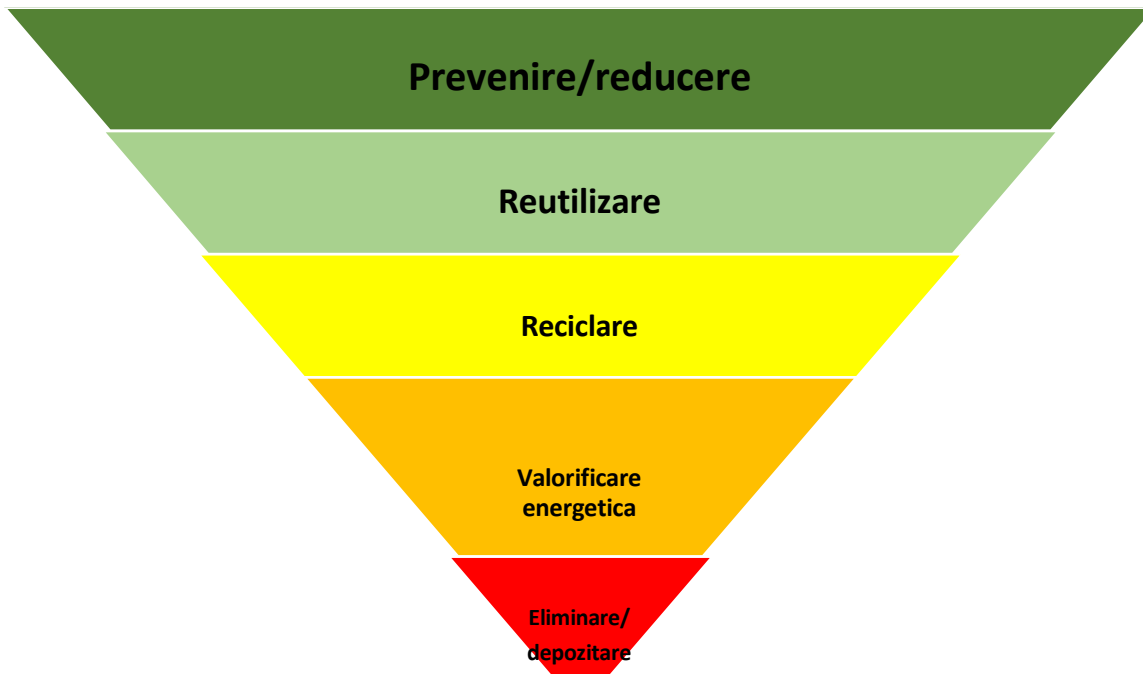 Prevenire/reducere
Reutilizare
Reciclare
Valorificare
energetica
Eliminare/
depozitare